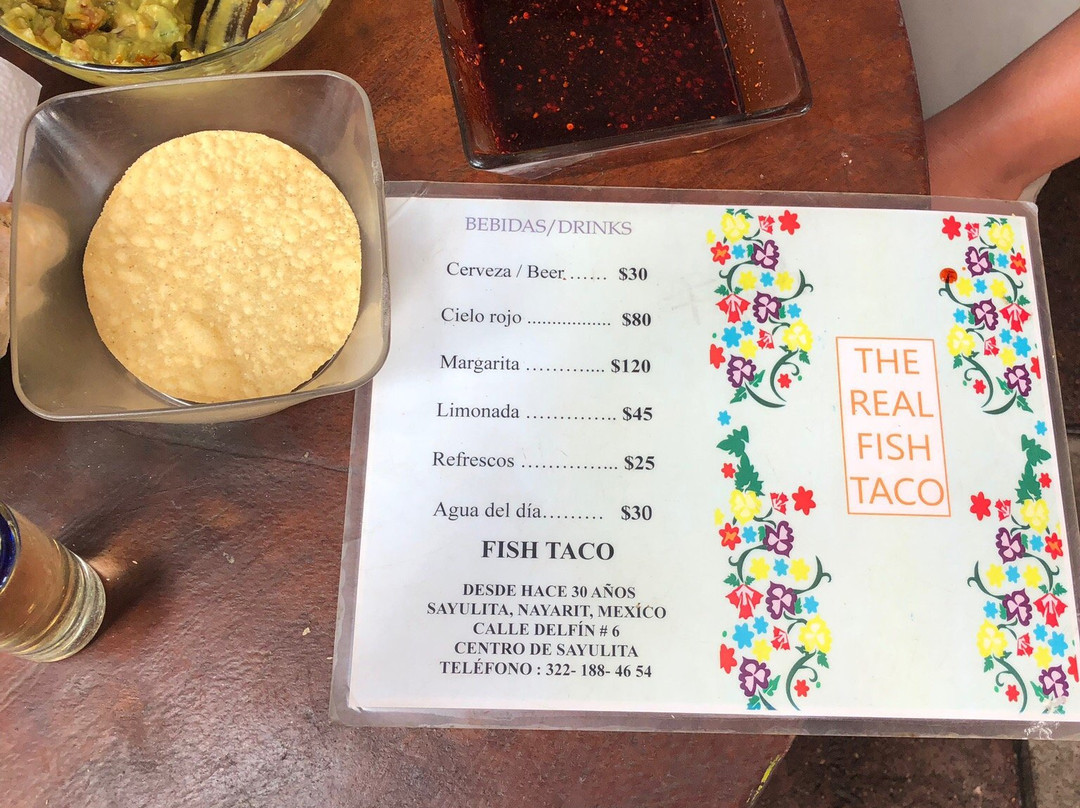 BEBIDAS/DRINKS
Cerveza / Beer....... $30
Cielo rojo ................. $80
Margarita .............. $120
Limonada ................ $45
Refrescos ................. $25
Agua del día......... $30
FISH TACO
DESDE HACE 30 AÑOS
SAYULITA, NAYARIT, MEXÍCO
CALLE DELFÍN # 6
CENTRO DE SAYULITA
TELÉFONO : 322- 188- 46 54
THE
REAL
FISH
TACO